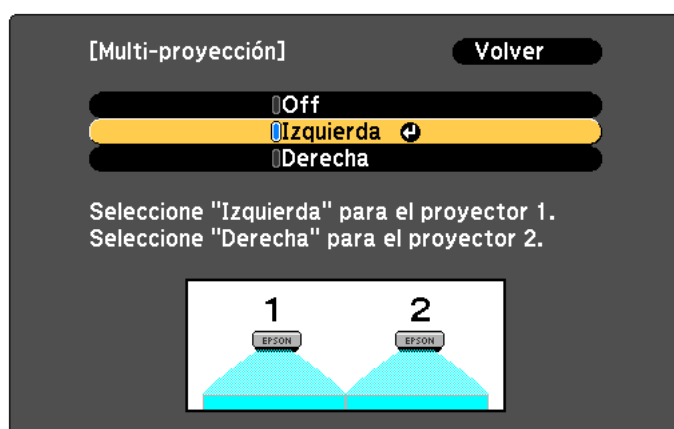 [Multi-proyección]
Volver
Off
Izquierda
Derecha
Seleccione "Izquierda" para el proyector 1.
Seleccione "Derecha" para el proyector 2.
1 2
EPSON EPSON